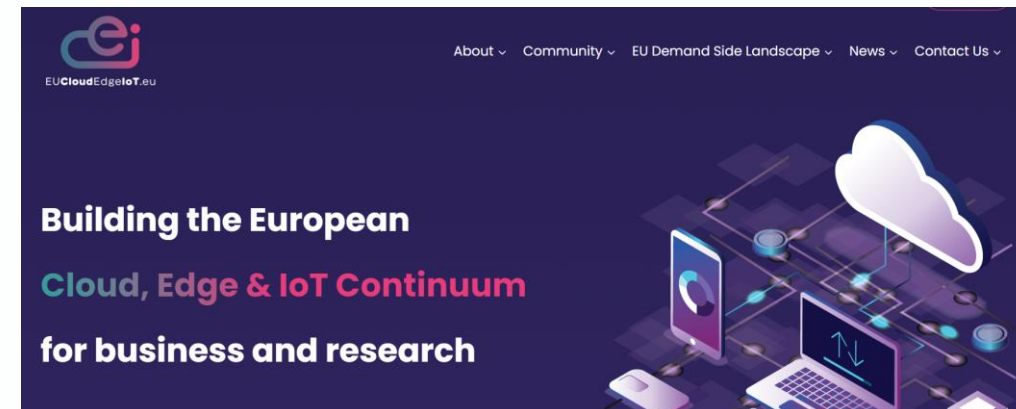 EUCloudEdgeIoT.eu
About Community EU Demand Side Landscape News Contact Us
Building the European
Cloud, Edge & IoT Continuum
for business and research